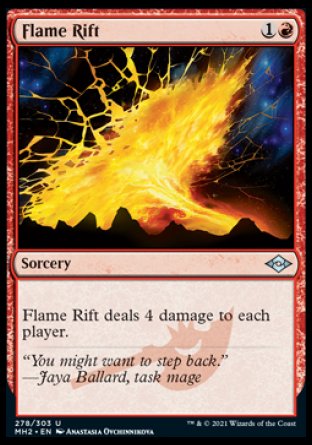 Flame Rift 1
Sorcery
Flame Rift deals 4 damage to each
player.
“You might want to step back.”
—Jaya Ballard, task mage
278/303 U
MH2 • EN Anastasia Ovchinnikova
™ & © 2021 Wizards of the Coast